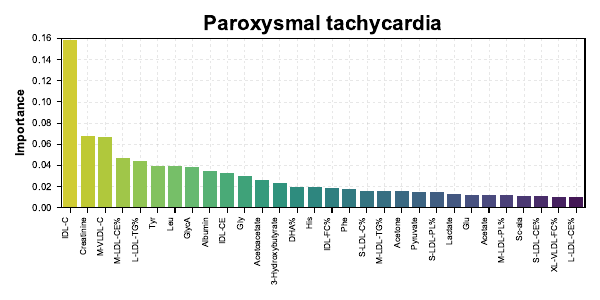 Paroxysmal tachycardia
Importance
0.16
0.14
0.12
0.10
0.08
0.06
0.04
0.02
0.00
IDL-C
Creatinine
M-VLDL-C
M-LDL-CE%
L-LDL-TG%
Tyr
Leu
GlycA
Albumin
IDL-CE
Gly
Acetoacetate
3-Hydroxybutyrate
DHA%
His
IDL-FC%
Phe
S-LDL-C%
M-LDL-TG%
Acetone
Pyruvate
S-LDL-PL%
Lactate
Glu
Acetate
M-LDL-PL%
S-LDL-CE%
XL-VLDL-FC%
L-LDL-CE%